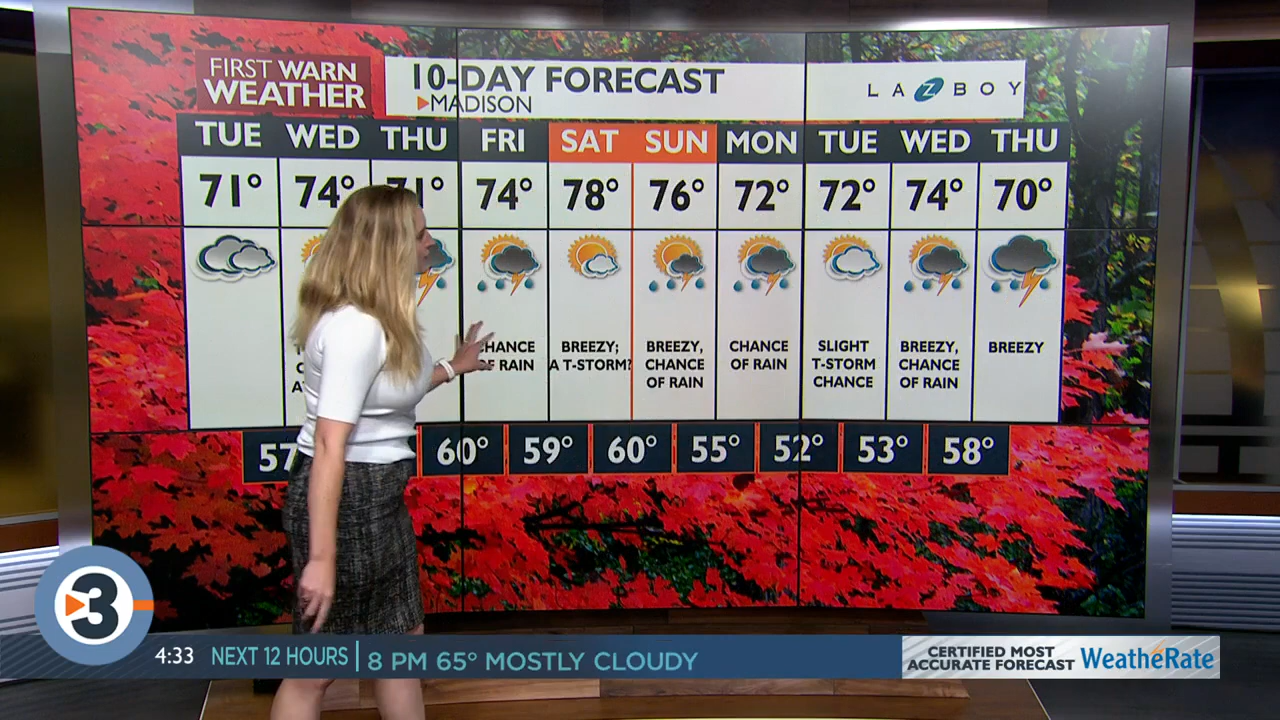 FIRST WARN
WEATHER
10-DAY FORECAST
MADISON
LA Z BOY
TUE WED THU FRI SAT SUN MON TUE WED THU
71° 74° 71° 74° 78° 76° 72° 72° 74° 70°
CHANCE
OF RAIN
BREEZY;
A T-STORM?
BREEZY,
CHANCE
OF RAIN
CHANCE
OF RAIN
SLIGHT
T-STORM
CHANCE
BREEZY,
CHANCE
OF RAIN
BREEZY
57 60° 59° 60° 55° 52° 53° 58°
3
4:33 NEXT 12 HOURS 8 PM 65° MOSTLY CLOUDY
CERTIFIED MOST
ACCURATE FORECAST WeatheRate